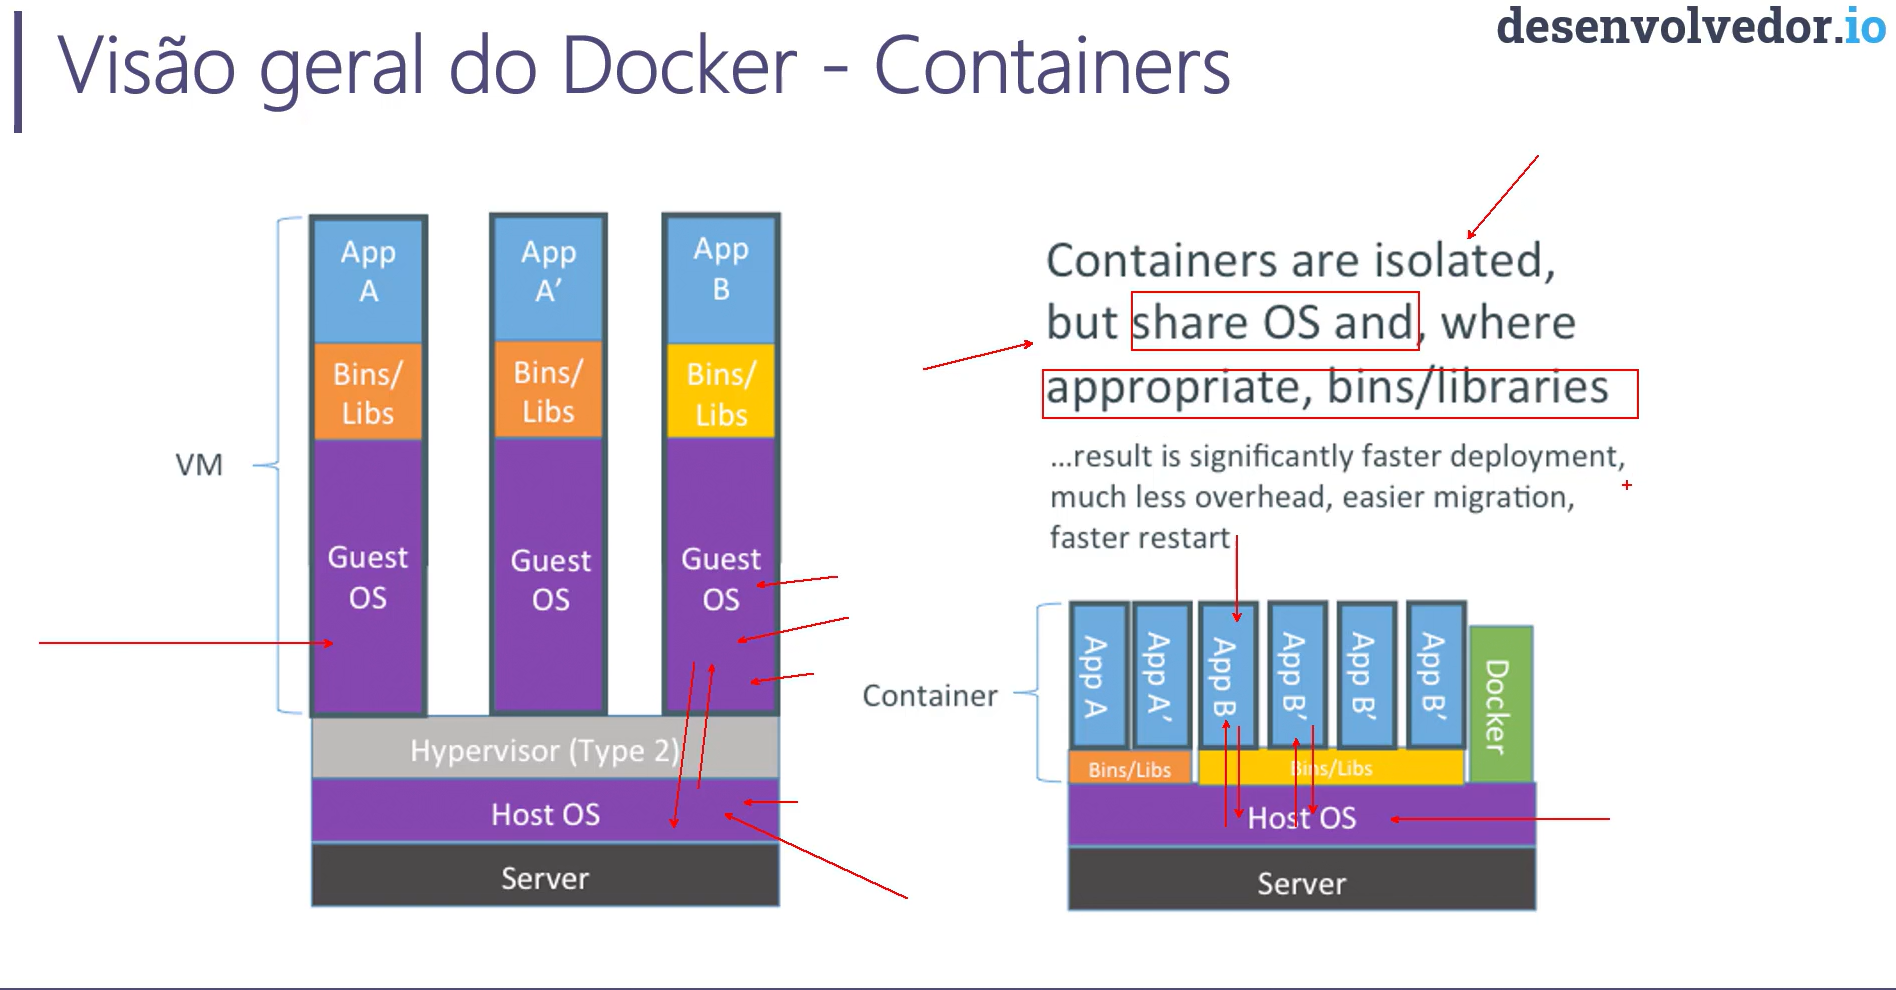 Visão geral do Docker - Containers
desenvolvedor.io
App
A
Bins/
Libs
Guest
OS
App
A’
Bins/
Libs
Guest
OS
App
B
Bins/
Libs
Guest
OS
VM
Hypervisor (Type 2)
Host OS
Server
Containers are isolated,
but share OS and, where
appropriate, bins/libraries
...result is significantly faster deployment,
much less overhead, easier migration,
faster restart
Container
App A
App A’
App B
App B’
App B’
App B’
Docker
Bins/Libs
Bins/Libs
Host OS
Server